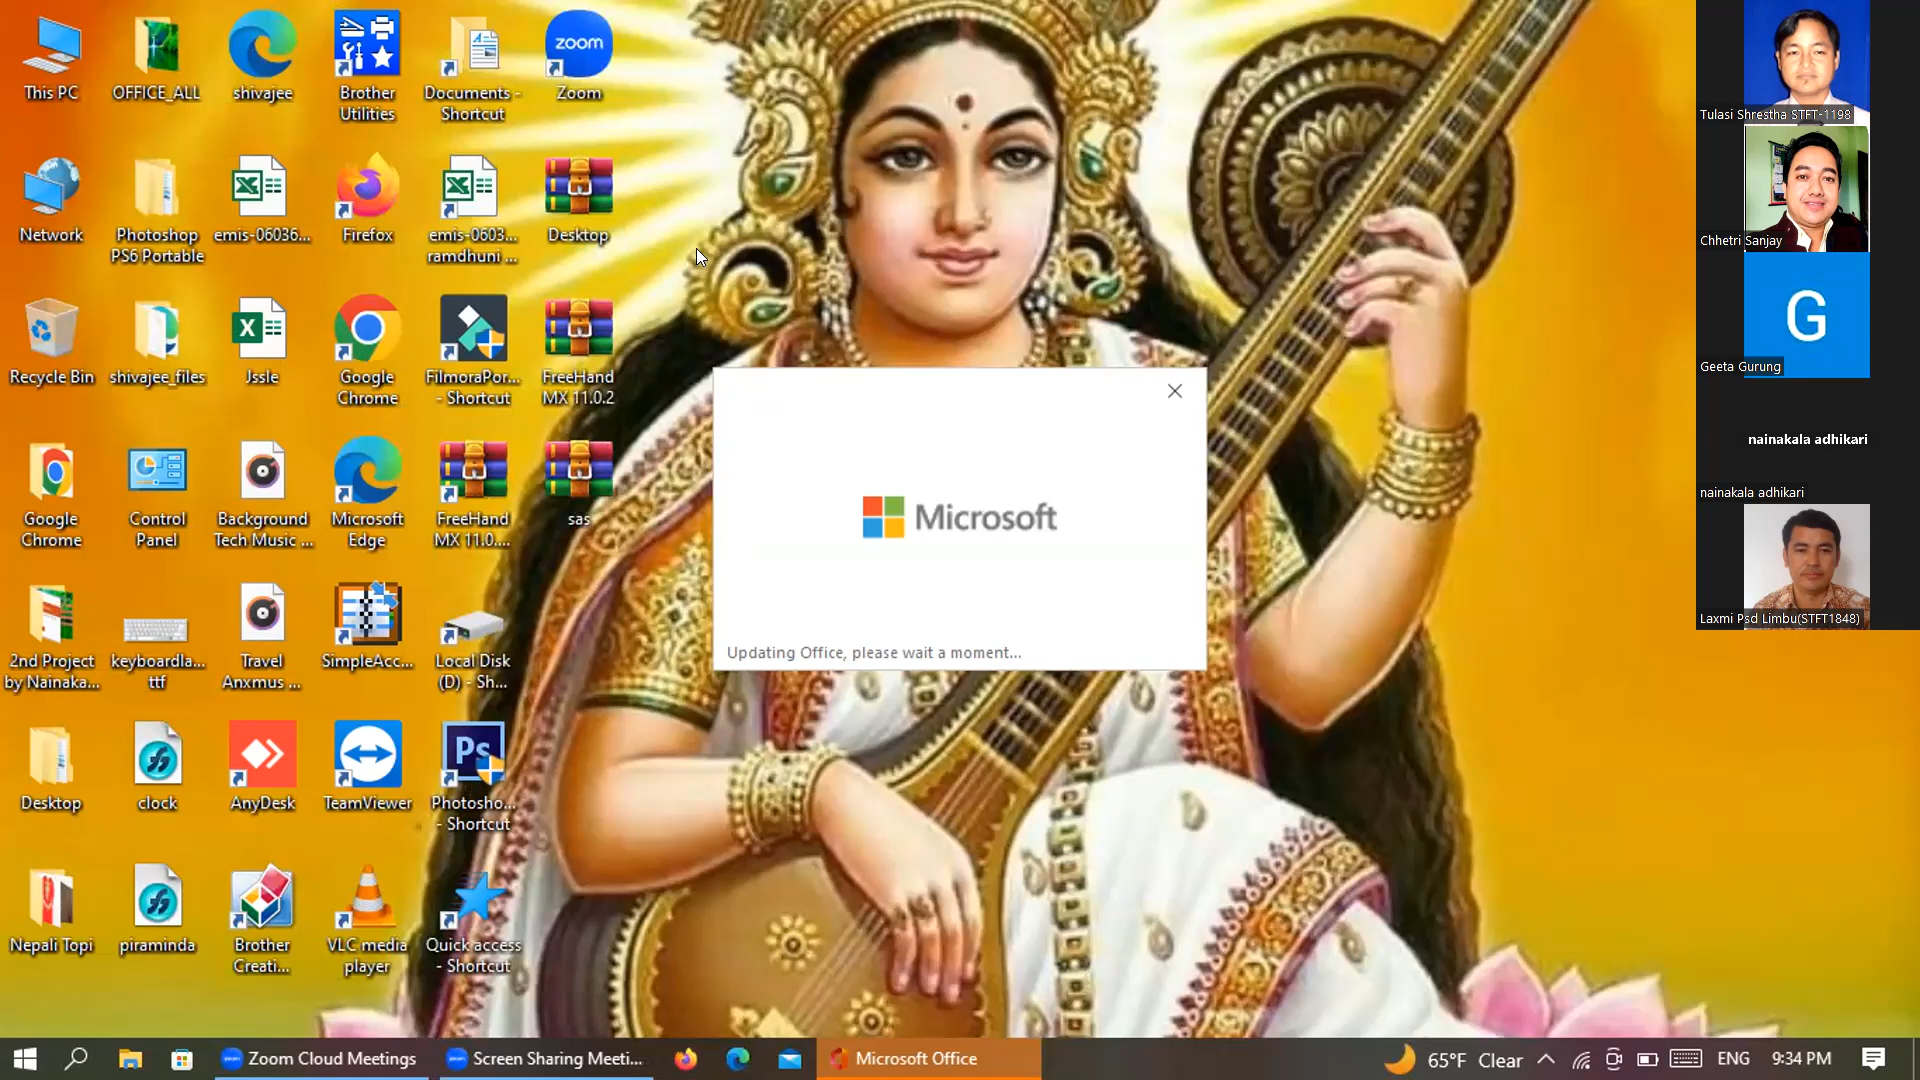 This PC
OFFICE_ALL
shivajee
Brother
Utilities
Documents -
Shortcut
zoom
Zoom
Network
Photoshop
PS6 Portable
emis-06036...
Firefox
emis-0603...
ramdhuni ...
Desktop
Recycle Bin
shivajee_files
Jssle
Google
Chrome
FilmoraPor...
- Shortcut
FreeHand
MX 11.0.2
Google
Chrome
Control
Panel
Background
Tech Music ...
Microsoft
Edge
FreeHand
MX 11.0....
sas
2nd Project
by Nainaka...
keyboardla...
ttf
Travel
Anxmus ...
SimpleAcc...
Local Disk
(D) - Sh...
Desktop
clock
AnyDesk
TeamViewer
Ps
Photosho...
- Shortcut
Nepali Topi
piraminda
Brother
Creati...
VLC media
player
Quick access
- Shortcut
Microsoft
Updating Office, please wait a moment...
Tulasi Shrestha STFT-1198
Chhetri Sanjay
G
Geeta Gurung
nainakala adhikari
nainakala adhikari
Laxmi Psd Limbu(STFT1848)
Zoom Cloud Meetings
Screen Sharing Meeti...
Microsoft Office
65°F Clear
ENG
9:34 PM